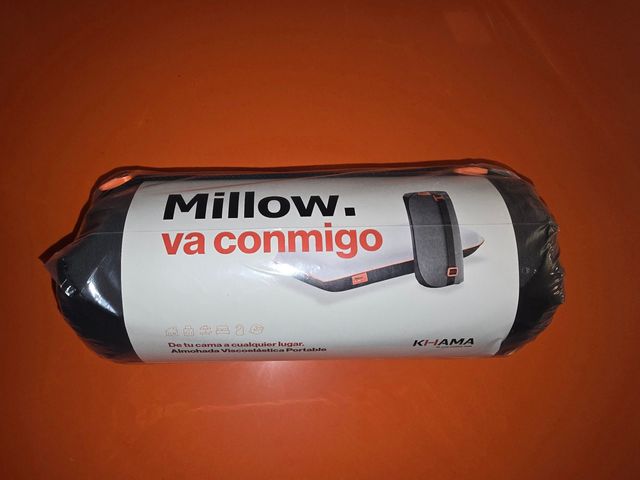 Millow.
va conmigo
De tu cama a cualquier lugar.
Almohada Viscoelástica Portable
KHAMA